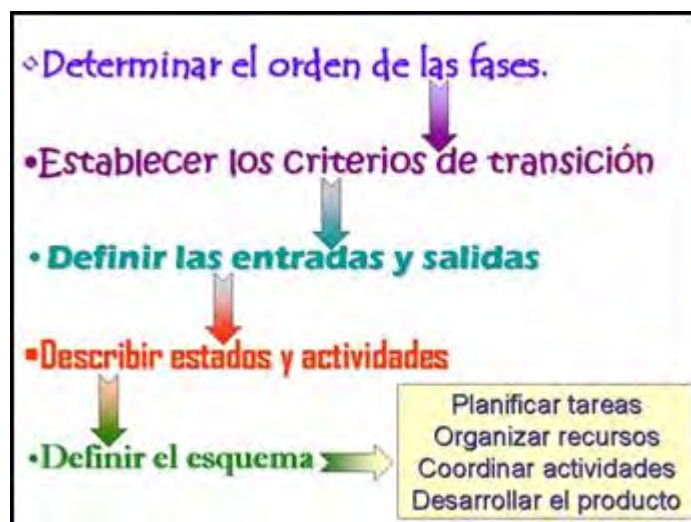 Determinar el orden de las fases.
•Establecer los criterios de transición
•Definir las entradas y salidas
▪Describir estados y actividades
•Definir el esquema
Planificar tareas
Organizar recursos
Coordinar actividades
Desarrollar el producto